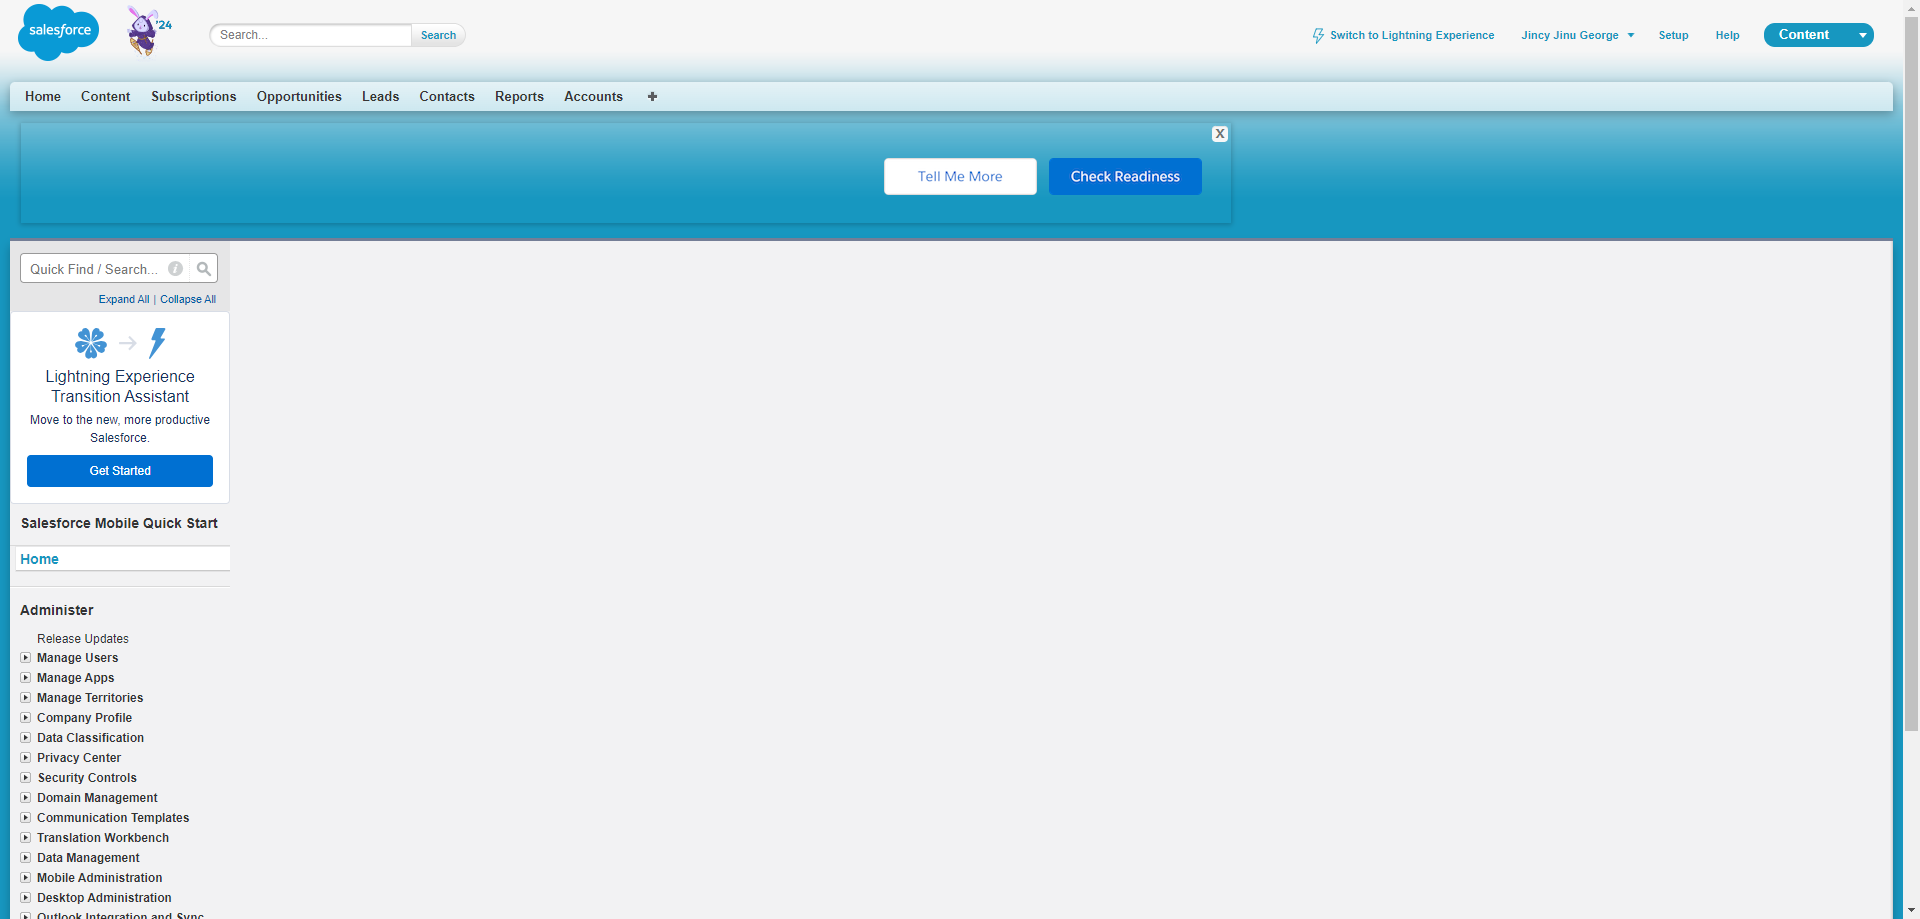 salesforce
'24
Search...
Search
Switch to Lightning Experience
Jincy Jinu George
Setup
Help
Content
Home
Content
Subscriptions
Opportunities
Leads
Contacts
Reports
Accounts
X
Tell Me More
Check Readiness
Quick Find / Search...
Expand All | Collapse All
Lightning Experience
Transition Assistant
Move to the new, more productive
Salesforce.
Get Started
Salesforce Mobile Quick Start
Home
Administer
Release Updates
Manage Users
Manage Apps
Manage Territories
Company Profile
Data Classification
Privacy Center
Security Controls
Domain Management
Communication Templates
Translation Workbench
Data Management
Mobile Administration
Desktop Administration
Outlook Integration and Sync